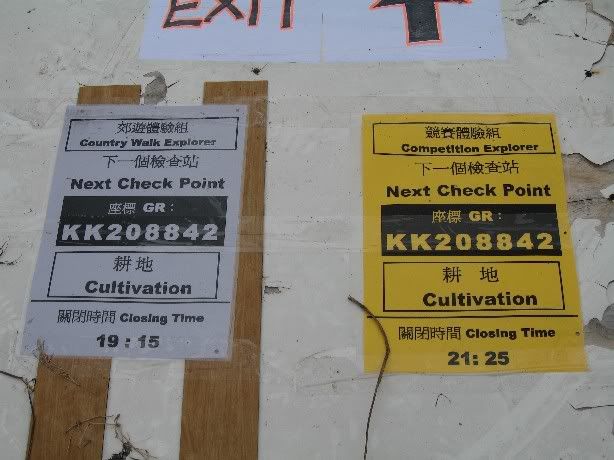 EXIT
郊遊體驗組
Country Walk Explorer
下一個檢查站
Next Check Point
座標 GR：
KK208842
耕地
Cultivation
關閉時間 Closing Time
19 : 15
競賽體驗組
Competition Explorer
下一個檢查站
Next Check Point
座標 GR：
KK208842
耕 地
Cultivation
關閉時間 Closing Time
21: 25